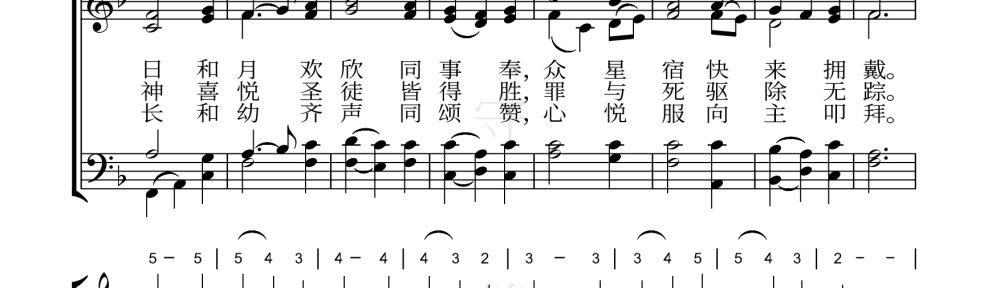 日 和 月 欢 欣 同 事 奉，众 星 宿 快 来 拥 戴。
神 喜 悦 圣 徒 皆 得 胜，罪 与 死 驱 除 无 踪。
长 和 幼 齐 声 同 颂 赞，心 悦 服 向 主 叩 拜。
5 – 5 | 5 4 3 | 4 – 4 | 4 3 2 | 3 – 3 | 3 4 5 | 5 4 3 | 2 - - |